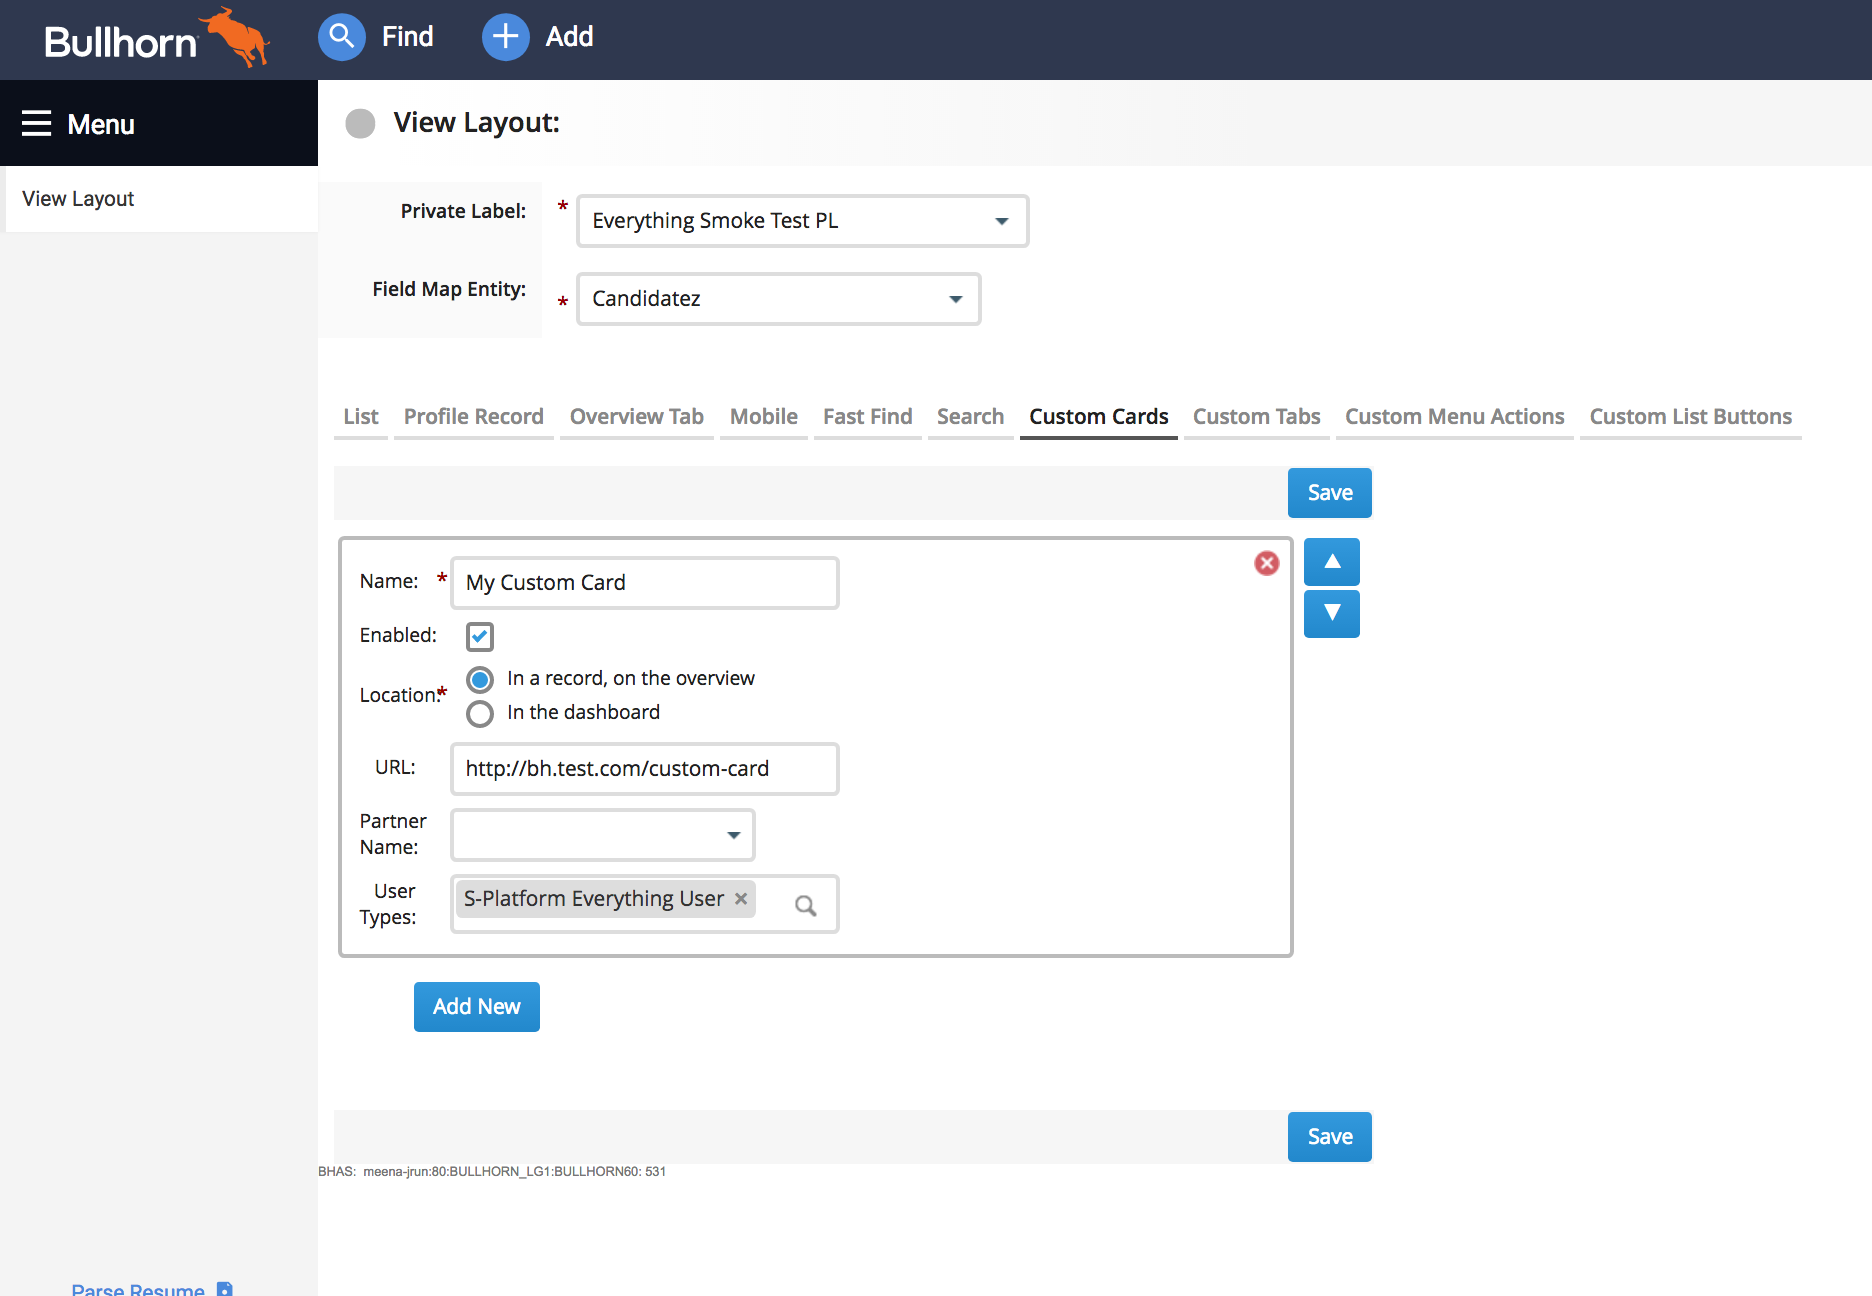 Bullhorn Find Add
Menu
View Layout:
View Layout
Private Label: * Everything Smoke Test PL
Field Map Entity: * Candidatez
List Profile Record Overview Tab Mobile Fast Find Search Custom Cards Custom Tabs Custom Menu Actions Custom List Buttons
Save
Name: * My Custom Card
Enabled:
Location:* In a record, on the overview
In the dashboard
URL: http://bh.test.com/custom-card
Partner
Name:
User
Types: S-Platform Everything User
Add New
Save
BHAS: meena-jrun:80:BULLHORN_LG1:BULLHORN60: 531
Parse Resume